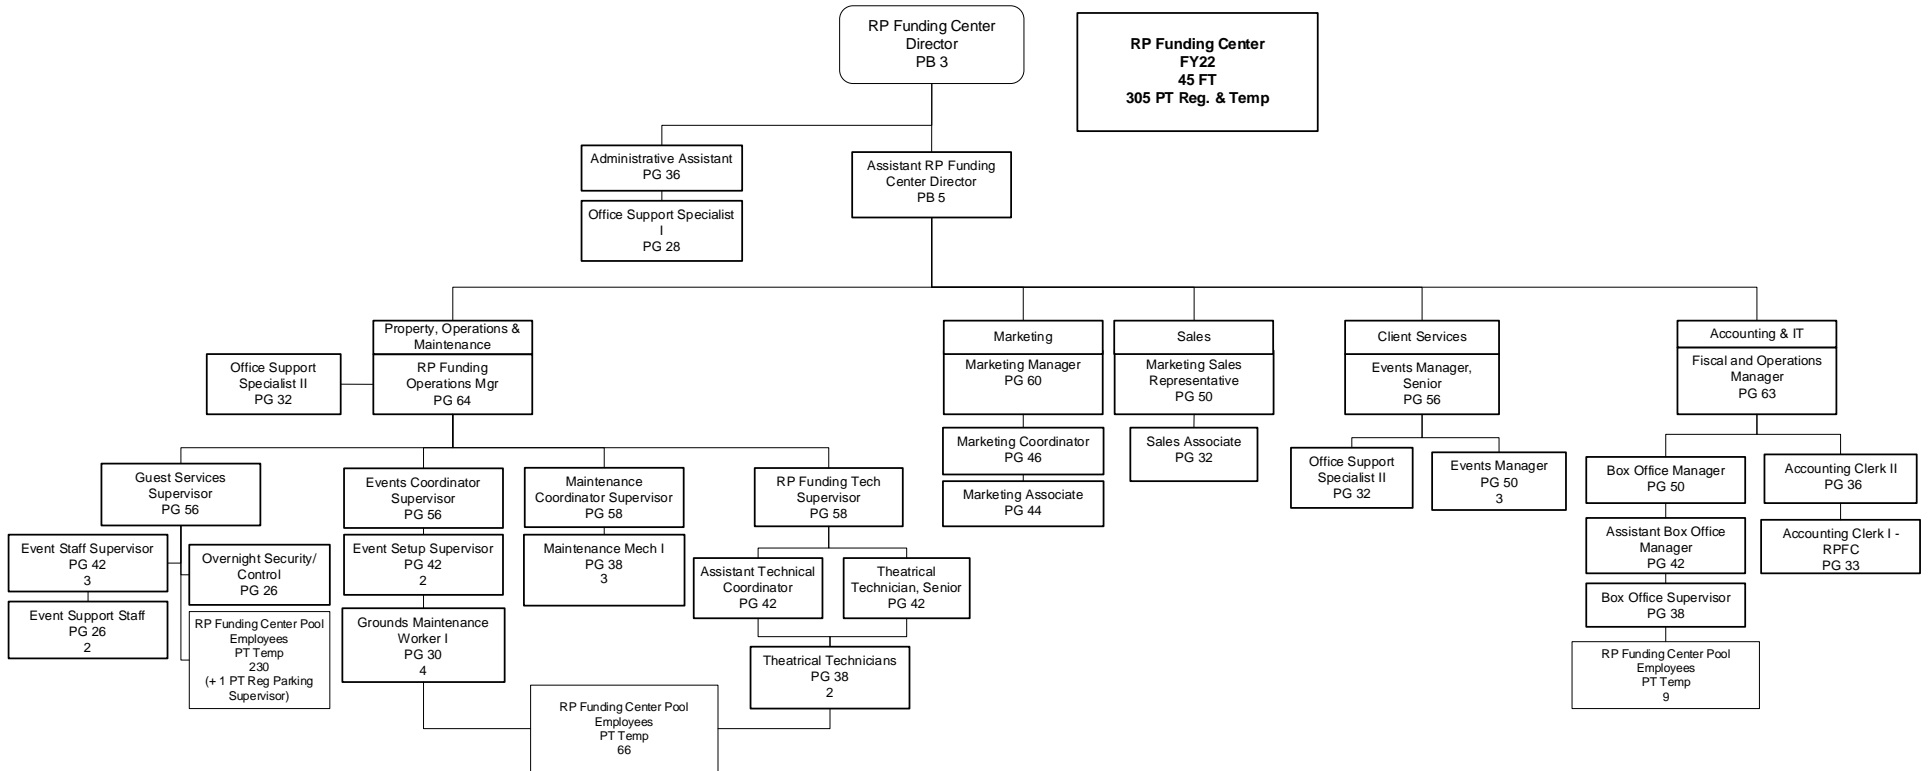 RP Funding Center
Director
PB 3
RP Funding Center
FY22
45 FT
305 PT Reg. & Temp
Administrative Assistant
PG 36
Office Support Specialist
I
PG 28
Assistant RP Funding
Center Director
PB 5
Property, Operations &
Maintenance
RP Funding
Operations Mgr
PG 64
Office Support
Specialist II
PG 32
Marketing
Marketing Manager
PG 60
Sales
Marketing Sales
Representative
PG 50
Client Services
Events Manager,
Senior
PG 56
Accounting & IT
Fiscal and Operations
Manager
PG 63
Guest Services
Supervisor
PG 56
Events Coordinator
Supervisor
PG 56
Maintenance
Coordinator Supervisor
PG 58
RP Funding Tech
Supervisor
PG 58
Marketing Coordinator
PG 46
Marketing Associate
PG 44
Sales Associate
PG 32
Office Support
Specialist II
PG 32
Events Manager
PG 50
3
Box Office Manager
PG 50
Accounting Clerk II
PG 36
Assistant Box Office
Manager
PG 42
Accounting Clerk I -
RPFC
PG 33
Box Office Supervisor
PG 38
RP Funding Center Pool
Employees
PT Temp
9
Event Staff Supervisor
PG 42
3
Event Support Staff
PG 26
2
Overnight Security/
Control
PG 26
RP Funding Center Pool
Employees
PT Temp
230
(+ 1 PT Reg Parking
Supervisor)
Event Setup Supervisor
PG 42
2
Grounds Maintenance
Worker I
PG 30
4
Maintenance Mech I
PG 38
3
Assistant Technical
Coordinator
PG 42
Theatrical
Technician, Senior
PG 42
Theatrical Technicians
PG 38
2
RP Funding Center Pool
Employees
PT Temp
66